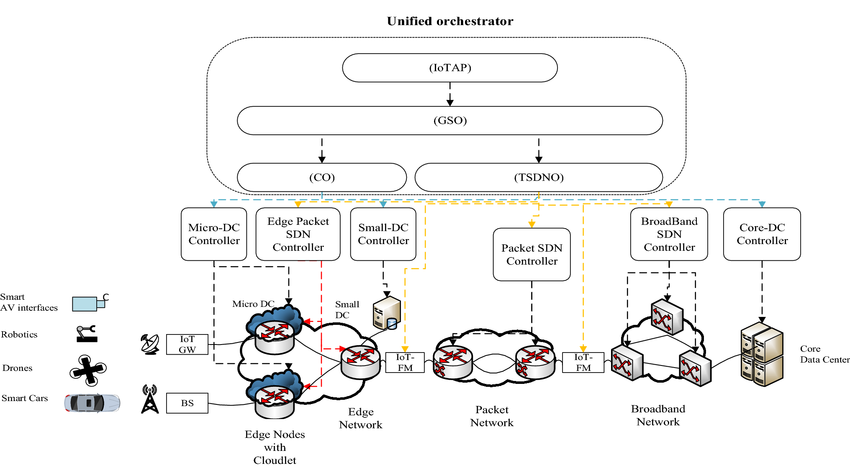 Unified orchestrator
(IoTAP)
(GSO)
(CO)
(TSDNO)
Micro-DC
Controller
Edge Packet
SDN
Controller
Small-DC
Controller
Packet SDN
Controller
BroadBand
SDN
Controller
Core-DC
Controller
Smart
AV interfaces
Robotics
Drones
Smart Cars
IoT
GW
BS
Micro DC
Small
DC
IoT-
FM
IoT-
FM
Core
Data Center
Edge Nodes
with
Cloudlet
Edge
Network
Packet
Network
Broadband
Network